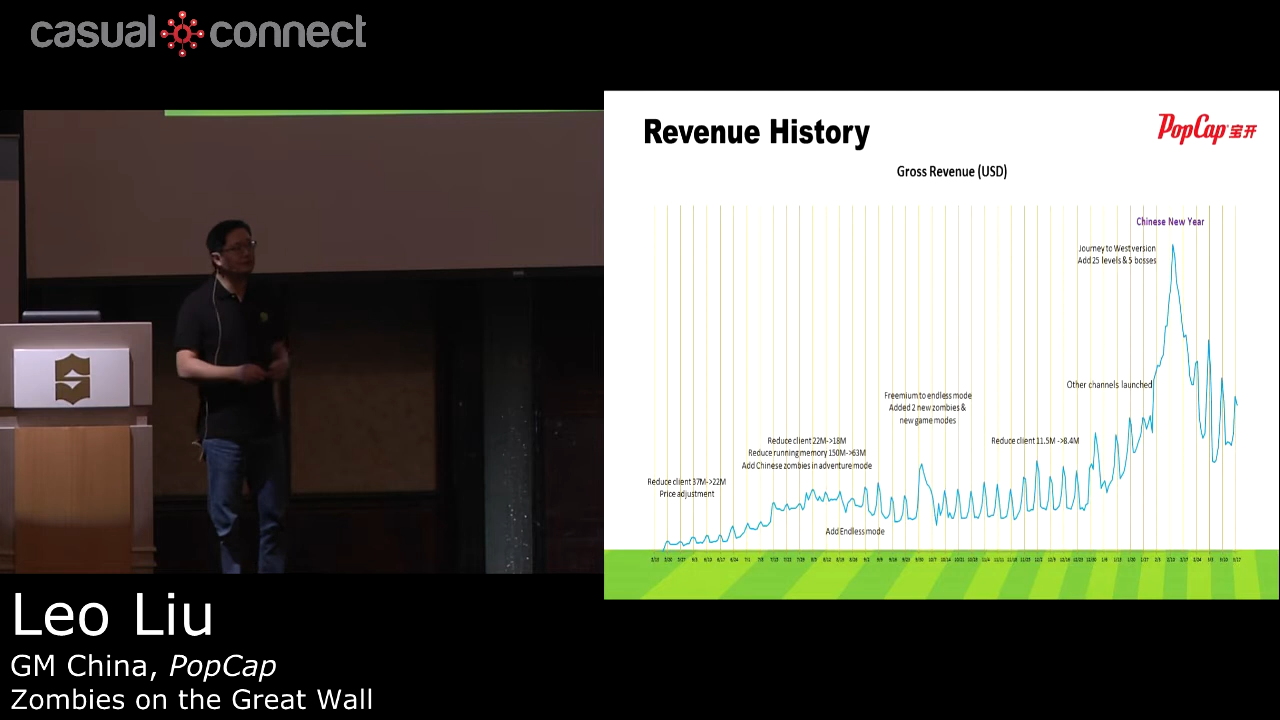 casual connect
Revenue History
PopCap 宝开
Gross Revenue (USD)
Chinese New Year
Journey to West version
Add 25 levels & 5 bosses
Other channels launched
Freemium to endless mode
Added 2 new zombies &
new game modes
Reduce client 22M->18M
Reduce running memory 150M->63M
Add Chinese zombies in adventure mode
Reduce client 11.5M ->8.4M
Reduce client 37M->22M
Price adjustment
Add Endless mode
Leo Liu
GM China, PopCap
Zombies on the Great Wall